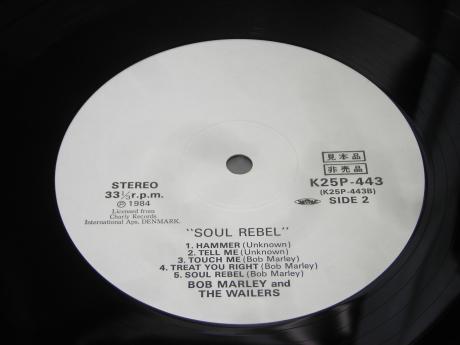 見本品
非売品
STEREO
33⅓r.p.m.
Ⓟ1984
Licensed from
Charly Records
International Aps, DENMARK.
K25P-443
(K25P-443B)
SIDE 2
"SOUL REBEL"
1. HAMMER (Unknown)
2. TELL ME (Unknown)
3. TOUCH ME (Bob Marley)
4. TREAT YOU RIGHT (Bob Marley)
5. SOUL REBEL (Bob Marley)
BOB MARLEY and
THE WAILERS